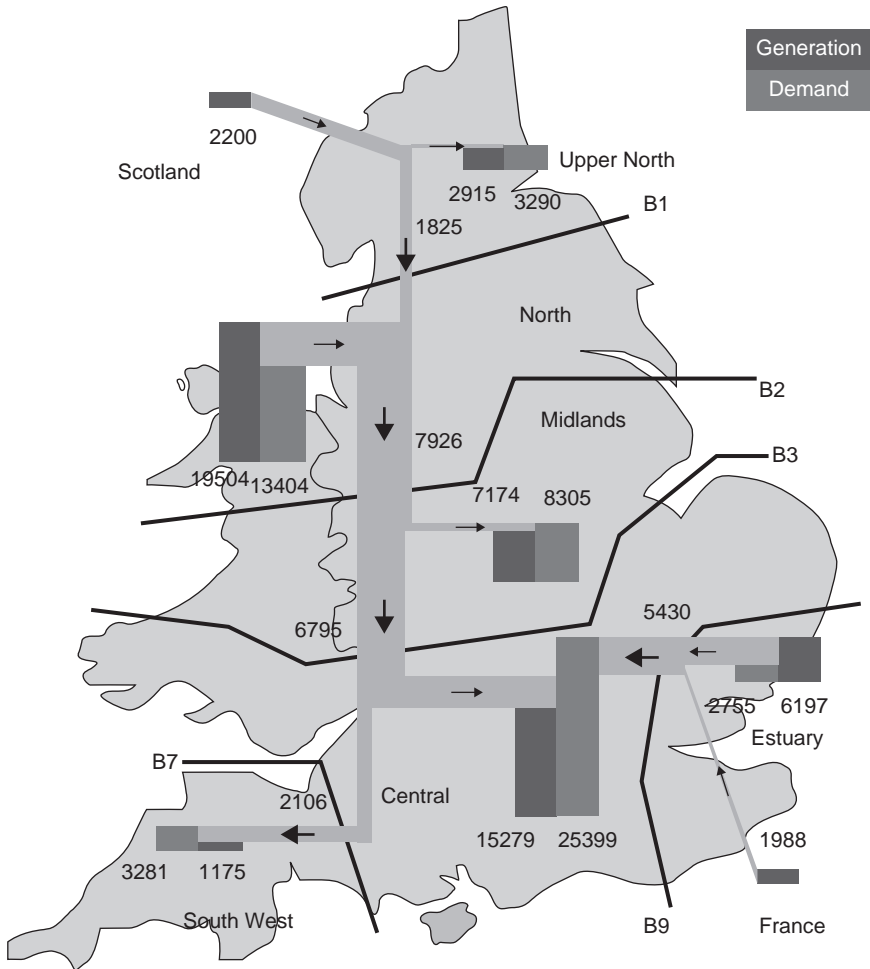 Generation
Demand
2200
Scotland
Upper North
2915
3290
B1
1825
North
B2
Midlands
7926
B3
19504
13404
7174
8305
5430
6795
2755
6197
Estuary
B7
2106
Central
15279
25399
1988
3281
1175
South West
B9
France